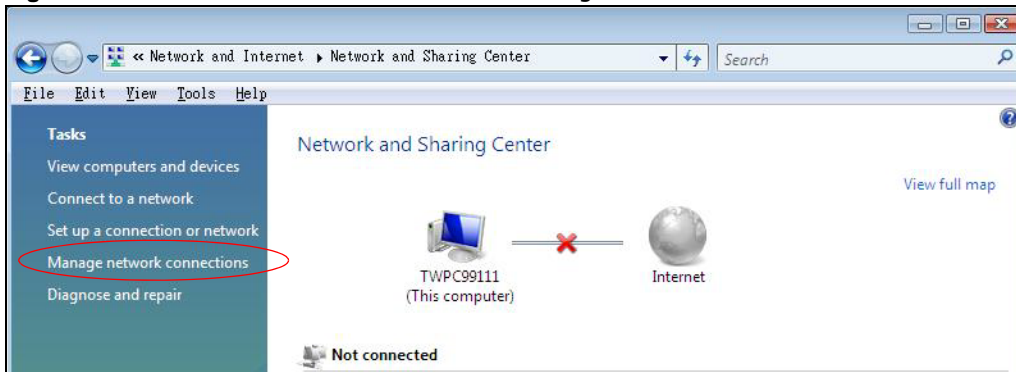 « Network and Internet ▸ Network and Sharing Center
Search
File Edit View Tools Help
Tasks
View computers and devices
Connect to a network
Set up a connection or network
Manage network connections
Diagnose and repair
Network and Sharing Center
View full map
TWPC99111
(This computer)
Internet
Not connected